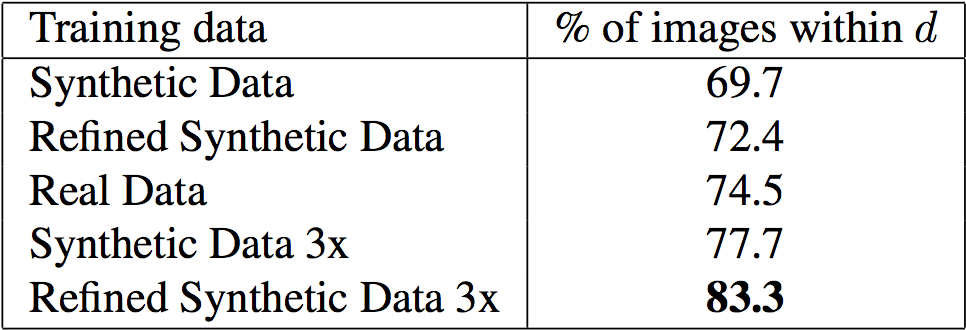 Training data % of images within d
Synthetic Data 69.7
Refined Synthetic Data 72.4
Real Data 74.5
Synthetic Data 3x 77.7
Refined Synthetic Data 3x 83.3